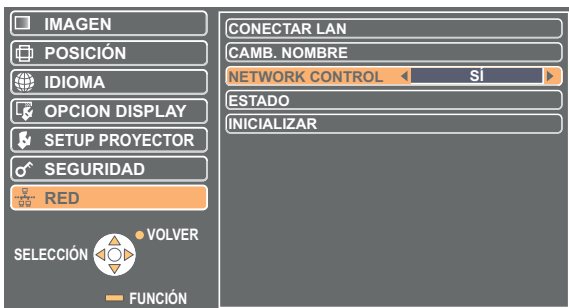 IMAGEN
POSICIÓN
IDIOMA
OPCION DISPLAY
SETUP PROYECTOR
SEGURIDAD
RED
SELECCIÓN
VOLVER
FUNCIÓN
CONECTAR LAN
CAMB. NOMBRE
NETWORK CONTROL SÍ
ESTADO
INICIALIZAR